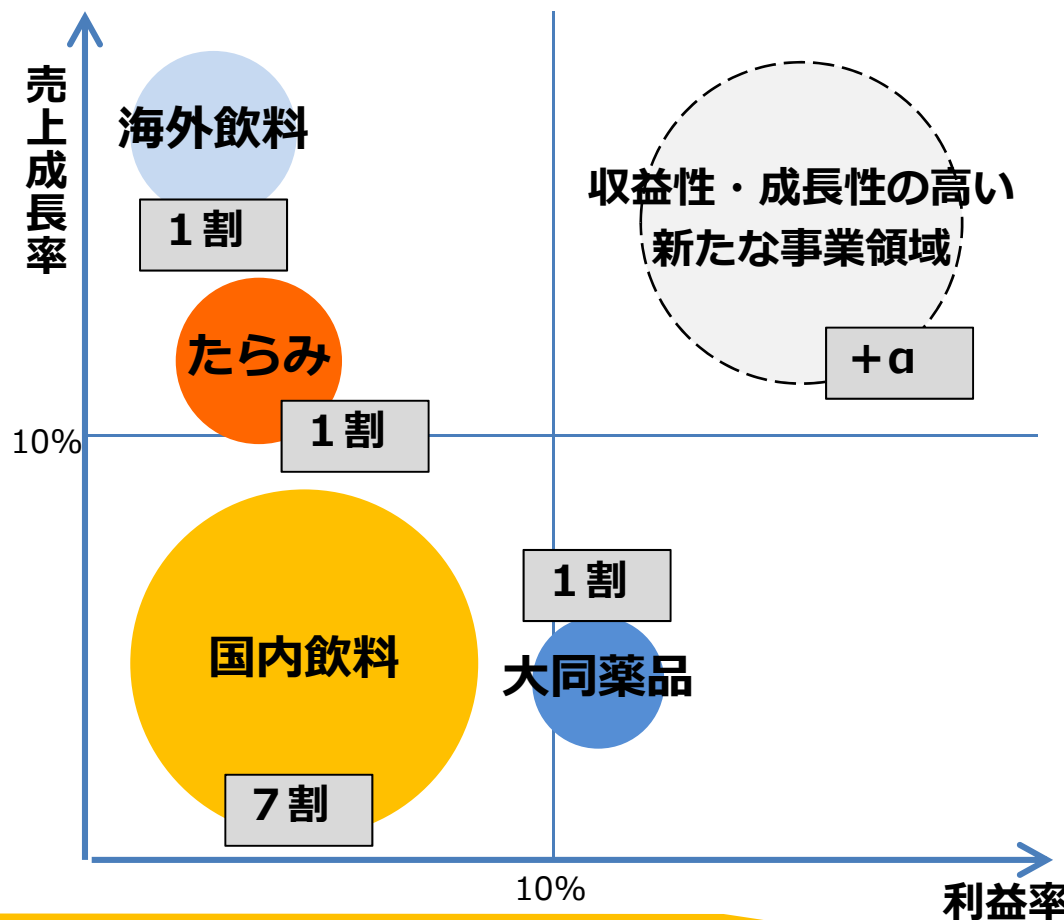 売上成長率
海外飲料
1割
収益性・成長性の高い
新たな事業領域
+α
たらみ
1割
10%
1割
国内飲料
大同薬品
7割
10%
利益率